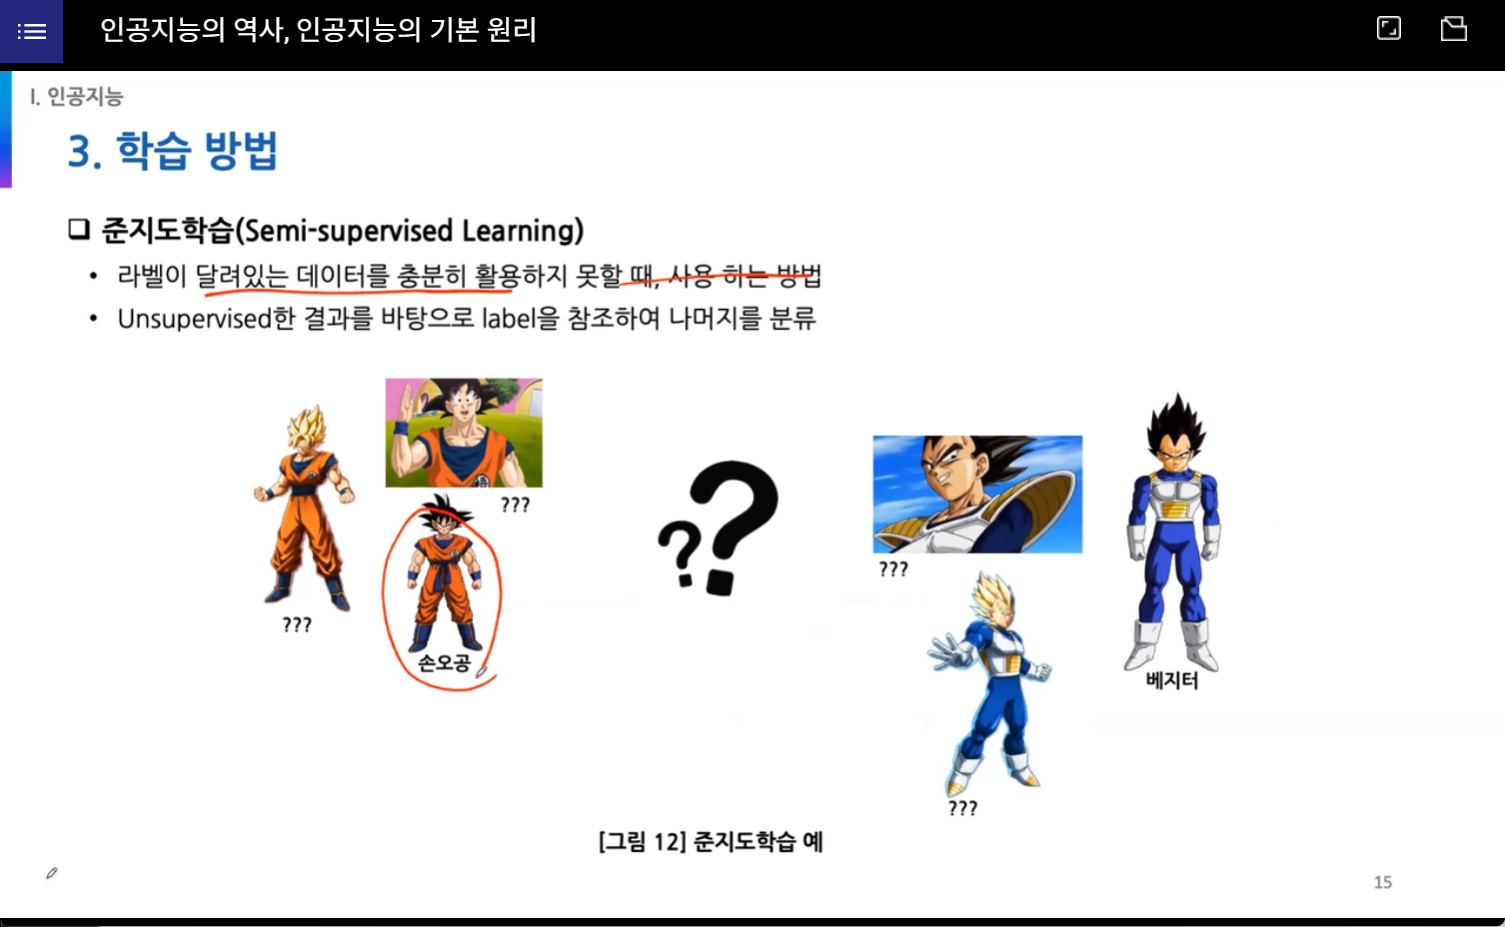 인공지능의 역사, 인공지능의 기본 원리
I. 인공지능
3. 학습 방법
❑ 준지도학습(Semi-supervised Learning)
• 라벨이 달려있는 데이터를 충분히 활용하지 못할 때, 사용 하는 방법
• Unsupervised한 결과를 바탕으로 label을 참조하여 나머지를 분류
???
???
손오공
??
???
???
베지터
[그림 12] 준지도학습 예
15